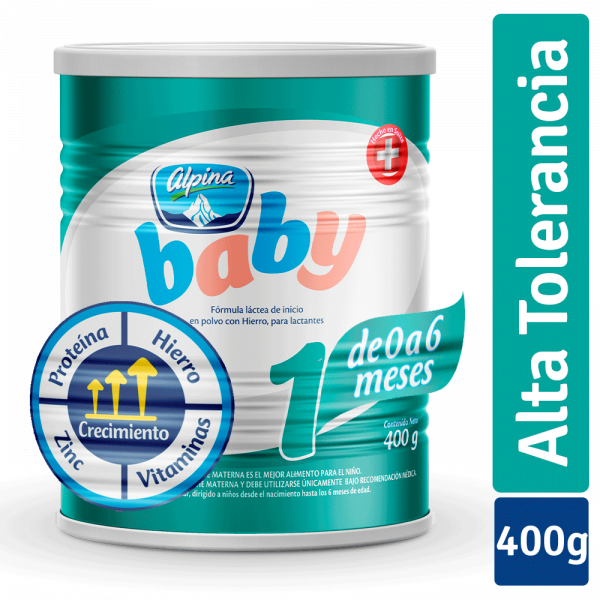 Hecho en Suiza
alpina
baby
Fórmula láctea de inicio
en polvo con Hierro, para lactantes
1
de 0 a 6
meses
Contenido Neto
400 g
Proteína
Hierro
Zinc
Vitaminas
Crecimiento
MATERNA ES EL MEJOR ALIMENTO PARA EL NIÑO.
MATERNA Y DEBE UTILIZARSE ÚNICAMENTE BAJO RECOMENDACIÓN MÉDICA.
dirigido a niños desde el nacimiento hasta los 6 meses de edad.
Alta Tolerancia
400g